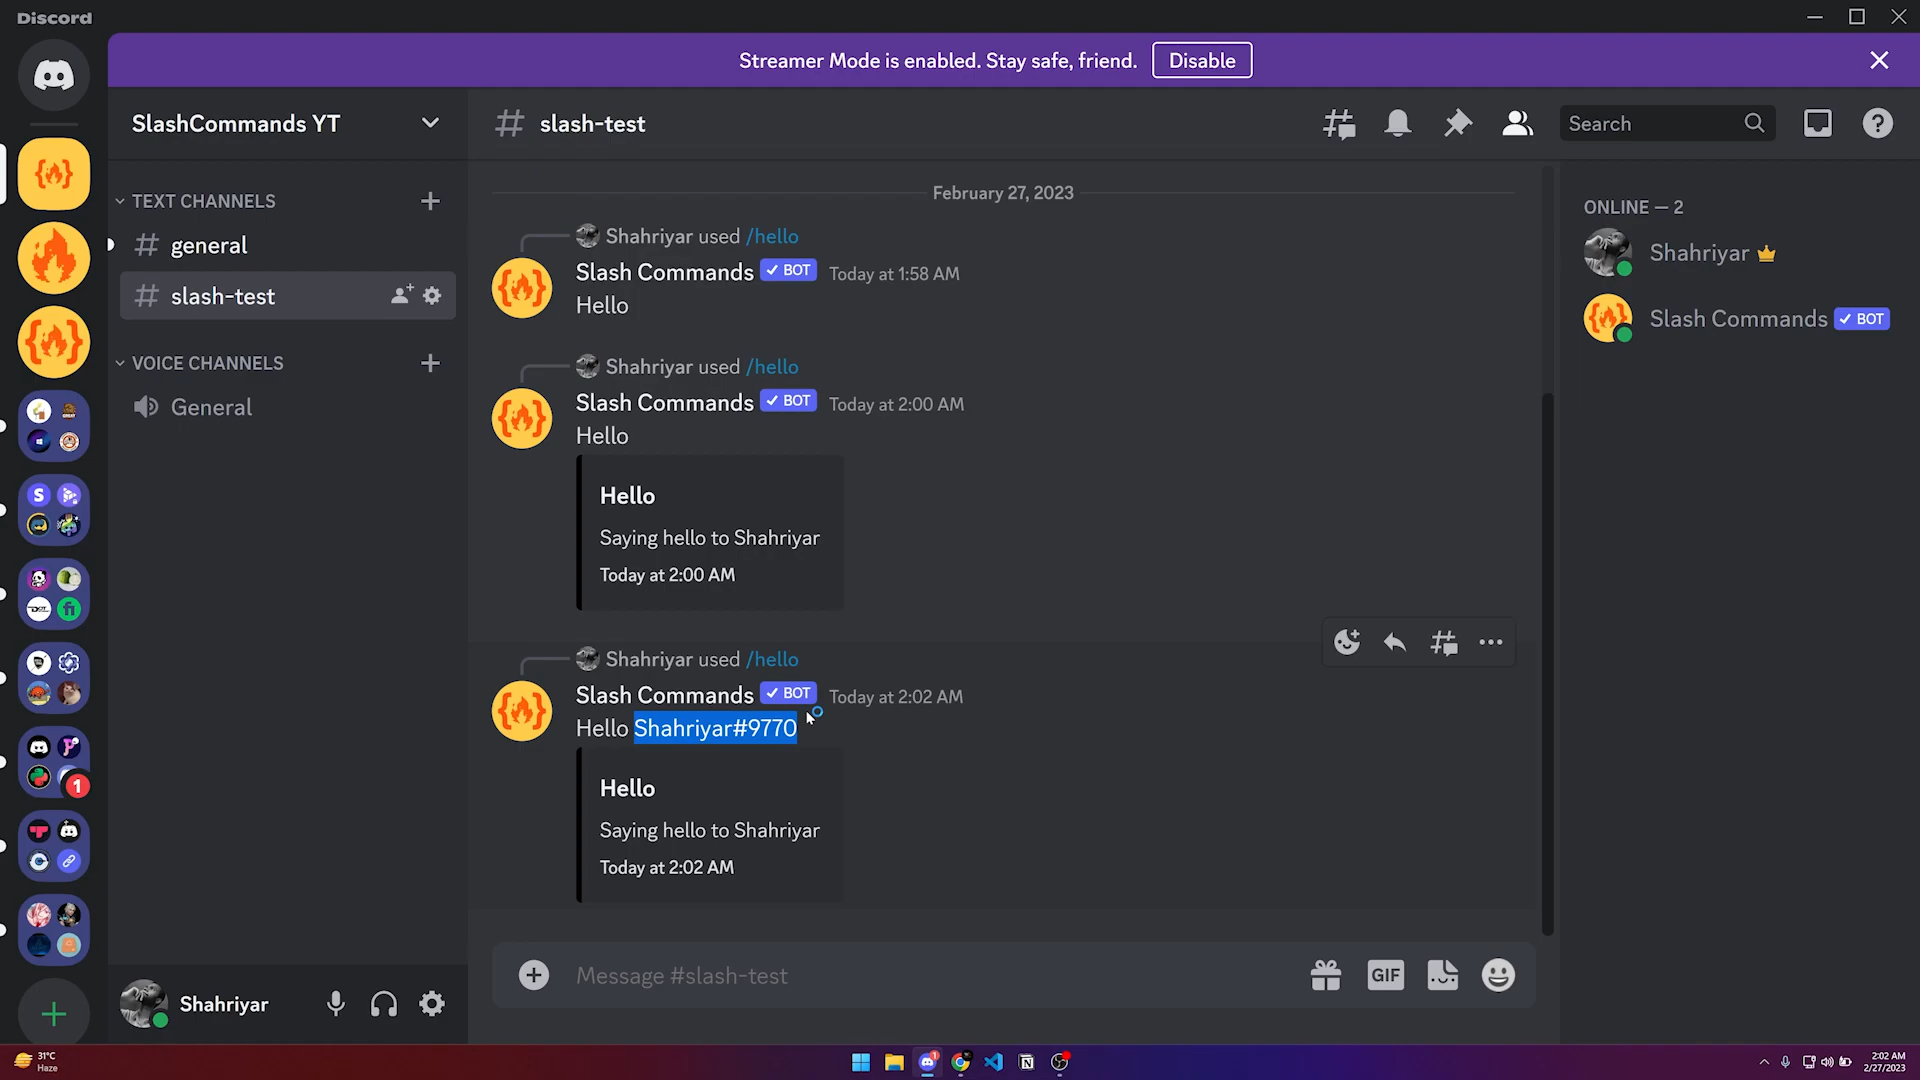 Discord
Streamer Mode is enabled. Stay safe, friend.
Disable
SlashCommands YT
slash-test
Search
TEXT CHANNELS
general
slash-test
VOICE CHANNELS
General
February 27, 2023
Shahriyar used /hello
Slash Commands BOT Today at 1:58 AM
Hello
Shahriyar used /hello
Slash Commands BOT Today at 2:00 AM
Hello
Hello
Saying hello to Shahriyar
Today at 2:00 AM
Shahriyar used /hello
Slash Commands BOT Today at 2:02 AM
Hello Shahriyar#9770
Hello
Saying hello to Shahriyar
Today at 2:02 AM
Message #slash-test
GIF
ONLINE — 2
Shahriyar
Slash Commands BOT
S
fi
1
Shahriyar
31°C
Haze
2:02 AM
2/27/2023